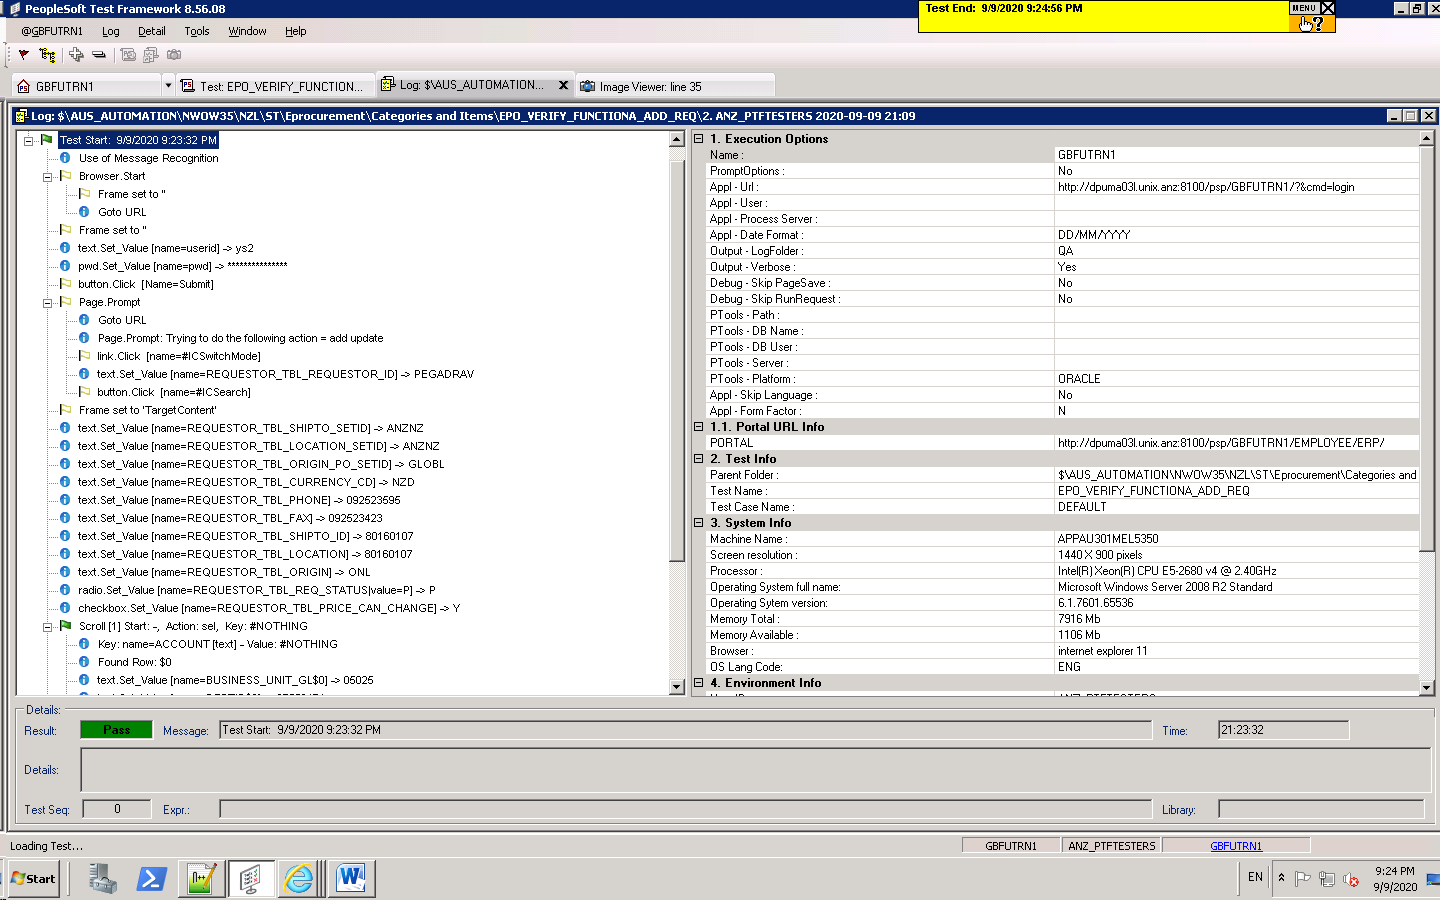 PeopleSoft Test Framework 8.56.08
Test End:  9/9/2020 9:24:56 PM
MENU
@GBFUTRN1 Log Detail Tools Window Help
GBFUTRN1
Test: EPO_VERIFY_FUNCTION...
Log: $\AUS_AUTOMATION...
Image Viewer: line 35
Log: $\AUS_AUTOMATION\NWOW35\NZL\ST\Eprocurement\Categories and Items\EPO_VERIFY_FUNCTIONA_ADD_REQ\2. ANZ_PTFTESTERS 2020-09-09 21:09
Test Start:  9/9/2020 9:23:32 PM
Use of Message Recognition
Browser.Start
Frame set to ''
Goto URL
Frame set to ''
text.Set_Value [name=userid] -> ys2
pwd.Set_Value [name=pwd] -> ***************
button.Click  [Name=Submit]
Page.Prompt
Goto URL
Page.Prompt: Trying to do the following action = add update
link.Click  [name=#ICSwitchMode]
text.Set_Value [name=REQUESTOR_TBL_REQUESTOR_ID] -> PEGADRAV
button.Click  [name=#ICSearch]
Frame set to 'TargetContent'
text.Set_Value [name=REQUESTOR_TBL_SHIPTO_SETID] -> ANZNZ
text.Set_Value [name=REQUESTOR_TBL_LOCATION_SETID] -> ANZNZ
text.Set_Value [name=REQUESTOR_TBL_ORIGIN_PO_SETID] -> GLOBL
text.Set_Value [name=REQUESTOR_TBL_CURRENCY_CD] -> NZD
text.Set_Value [name=REQUESTOR_TBL_PHONE] -> 092523595
text.Set_Value [name=REQUESTOR_TBL_FAX] -> 092523423
text.Set_Value [name=REQUESTOR_TBL_SHIPTO_ID] -> 80160107
text.Set_Value [name=REQUESTOR_TBL_LOCATION] -> 80160107
text.Set_Value [name=REQUESTOR_TBL_ORIGIN] -> ONL
radio.Set_Value [name=REQUESTOR_TBL_REQ_STATUS|value=P] -> P
checkbox.Set_Value [name=REQUESTOR_TBL_PRICE_CAN_CHANGE] -> Y
Scroll [1] Start: -,  Action: sel,  Key: #NOTHING
Key: name=ACCOUNT [text] - Value: #NOTHING
Found Row: $0
text.Set_Value [name=BUSINESS_UNIT_GL$0] -> 05025
1. Execution Options
Name : GBFUTRN1
PromptOptions : No
Appl - Url : http://dpuma03l.unix.anz:8100/psp/GBFUTRN1/?&cmd=login
Appl - User :
Appl - Process Server :
Appl - Date Format : DD/MM/YYYY
Output - LogFolder : QA
Output - Verbose : Yes
Debug - Skip PageSave : No
Debug - Skip RunRequest : No
PTools - Path :
PTools - DB Name :
PTools - DB User :
PTools - Server :
PTools - Platform : ORACLE
Appl - Skip Language : No
Appl - Form Factor : N
1.1. Portal URL Info
PORTAL http://dpuma03l.unix.anz:8100/psp/GBFUTRN1/EMPLOYEE/ERP/
2. Test Info
Parent Folder : $\AUS_AUTOMATION\NWOW35\NZL\ST\Eprocurement\Categories and
Test Name : EPO_VERIFY_FUNCTIONA_ADD_REQ
Test Case Name : DEFAULT
3. System Info
Machine Name : APPAU301MEL5350
Screen resolution : 1440 X 900 pixels
Processor : Intel(R) Xeon(R) CPU E5-2680 v4 @ 2.40GHz
Operating System full name: Microsoft Windows Server 2008 R2 Standard
Operating Sytem version: 6.1.7601.65536
Memory Total : 7916 Mb
Memory Available : 1106 Mb
Browser : internet explorer 11
OS Lang Code: ENG
4. Environment Info
Details:
Result: Pass Message: Test Start:  9/9/2020 9:23:32 PM Time: 21:23:32
Details:
Test Seq: 0 Expr.: Library:
Loading Test... GBFUTRN1 ANZ_PTFTESTERS GBFUTRN1
Start EN 9:24 PM
9/9/2020